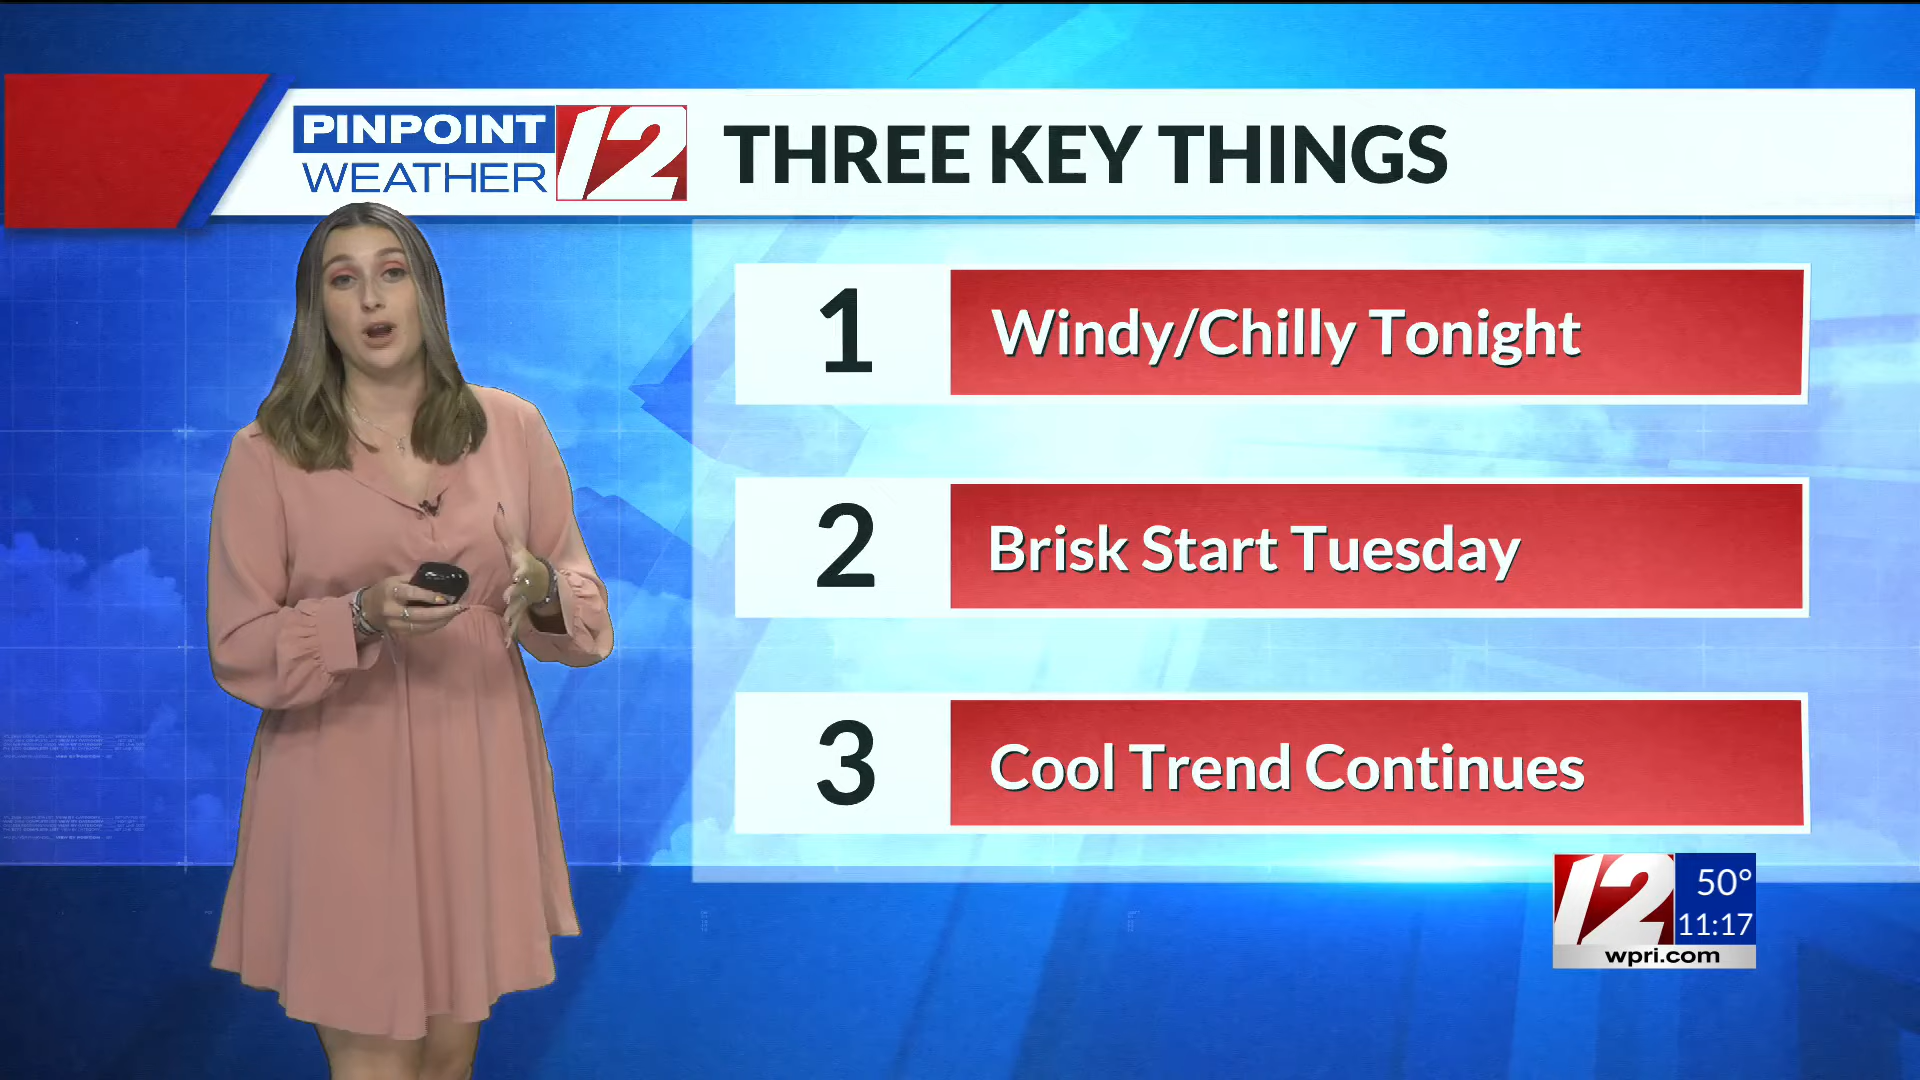 PINPOINT
WEATHER
12
THREE KEY THINGS
1
Windy/Chilly Tonight
2
Brisk Start Tuesday
3
Cool Trend Continues
12
50°
11:17
wpri.com